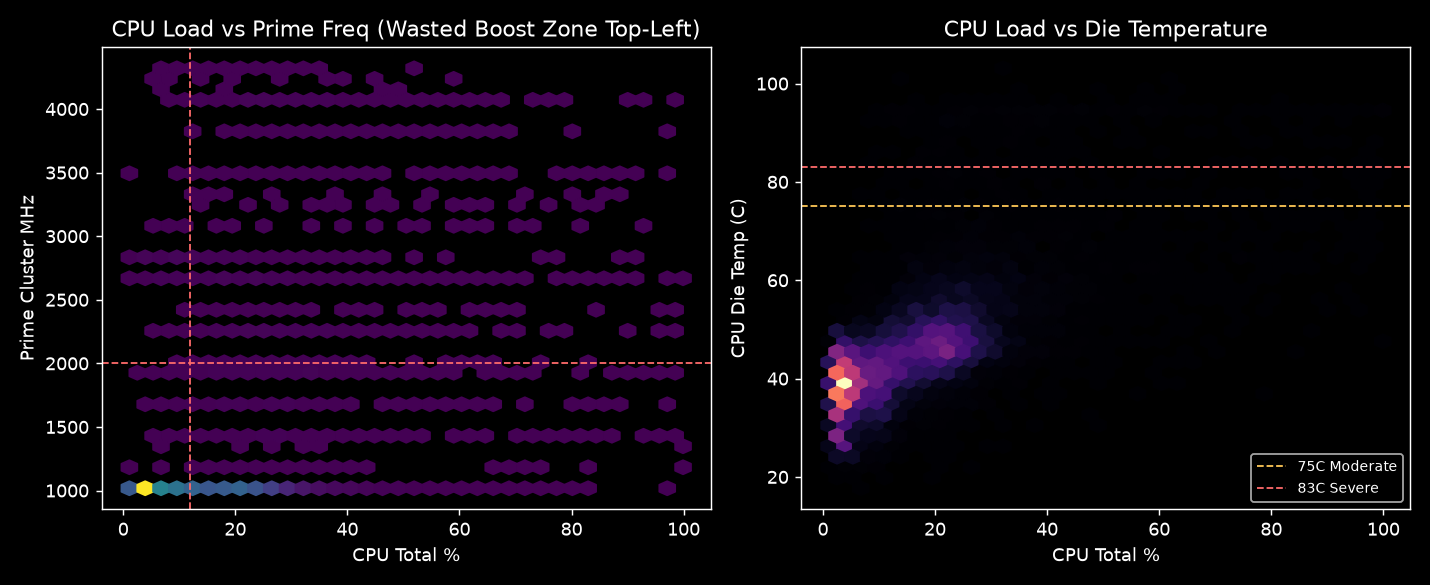 CPU Load vs Prime Freq (Wasted Boost Zone Top-Left)
4000
3500
3000
2500
2000
1500
1000
Prime Cluster MHz
0 20 40 60 80 100
CPU Total %
CPU Load vs Die Temperature
100
80
60
40
20
CPU Die Temp (C)
75C Moderate
83C Severe
0 20 40 60 80 100
CPU Total %